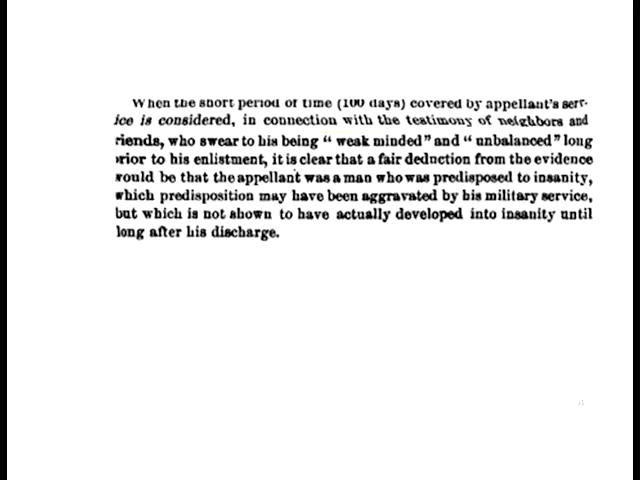 When the short period of time (100 days) covered by appellant's serv-
ice is considered, in connection with the testimony of neighbors and
friends, who swear to his being "weak minded" and "unbalanced" long
prior to his enlistment, it is clear that a fair deduction from the evidence
would be that the appellant was a man who was predisposed to insanity,
which predisposition may have been aggravated by his military service,
but which is not shown to have actually developed into insanity until
long after his discharge.